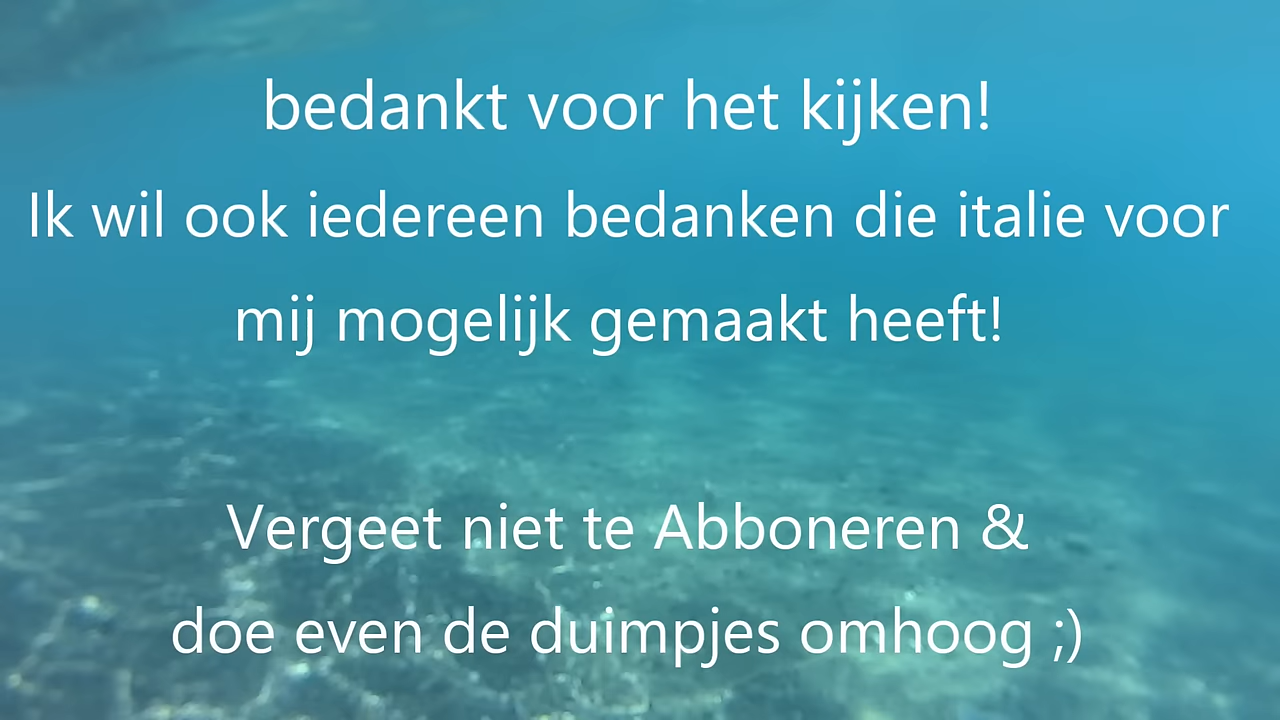 bedankt voor het kijken!
Ik wil ook iedereen bedanken die italie voor
mij mogelijk gemaakt heeft!
Vergeet niet te Abboneren &
doe even de duimpjes omhoog ;)